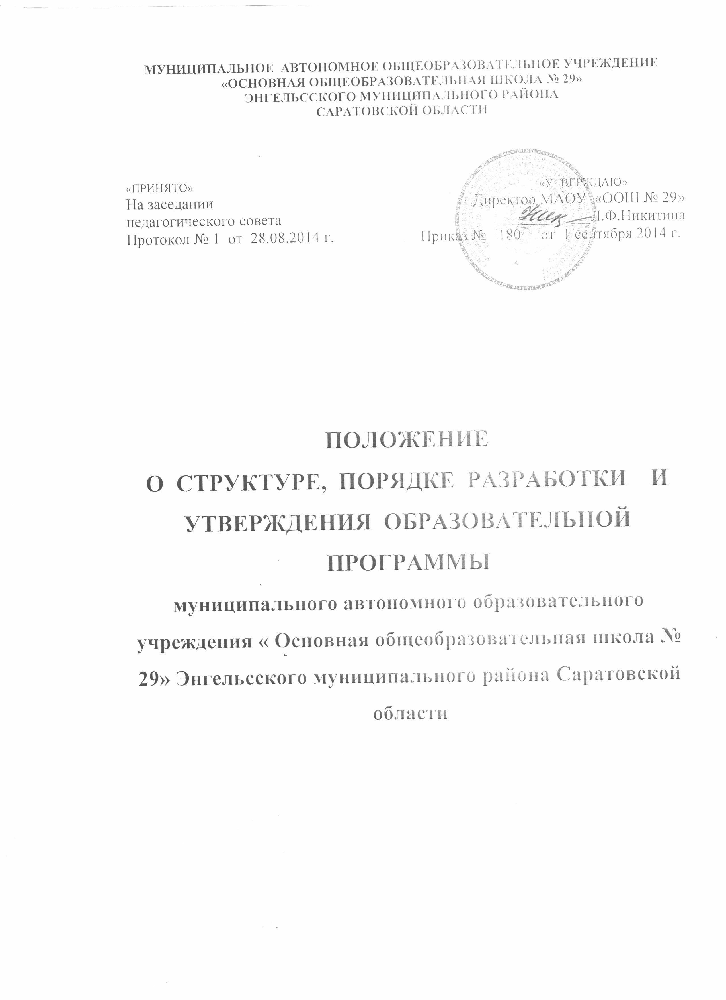 МУНИЦИПАЛЬНОЕ АВТОНОМНОЕ ОБЩЕОБРАЗОВАТЕЛЬНОЕ УЧРЕЖДЕНИЕ
«ОСНОВНАЯ ОБЩЕОБРАЗОВАТЕЛЬНАЯ ШКОЛА № 29»
ЭНГЕЛЬССКОГО МУНИЦИПАЛЬНОГО РАЙОНА
САРАТОВСКОЙ ОБЛАСТИ
«ПРИНЯТО»
На заседании
педагогического совета
Протокол № 1 от 28.08.2014 г.
«УТВЕРЖДАЮ»
Директор МАОУ «ООШ № 29»
Л.Ф.Никитина
Приказ № 180 от 1 сентября 2014 г.
ПОЛОЖЕНИЕ
О СТРУКТУРЕ, ПОРЯДКЕ РАЗРАБОТКИ И
УТВЕРЖДЕНИЯ ОБРАЗОВАТЕЛЬНОЙ
ПРОГРАММЫ
муниципального автономного образовательного
учреждения « Основная общеобразовательная школа №
29» Энгельсского муниципального района Саратовской
области